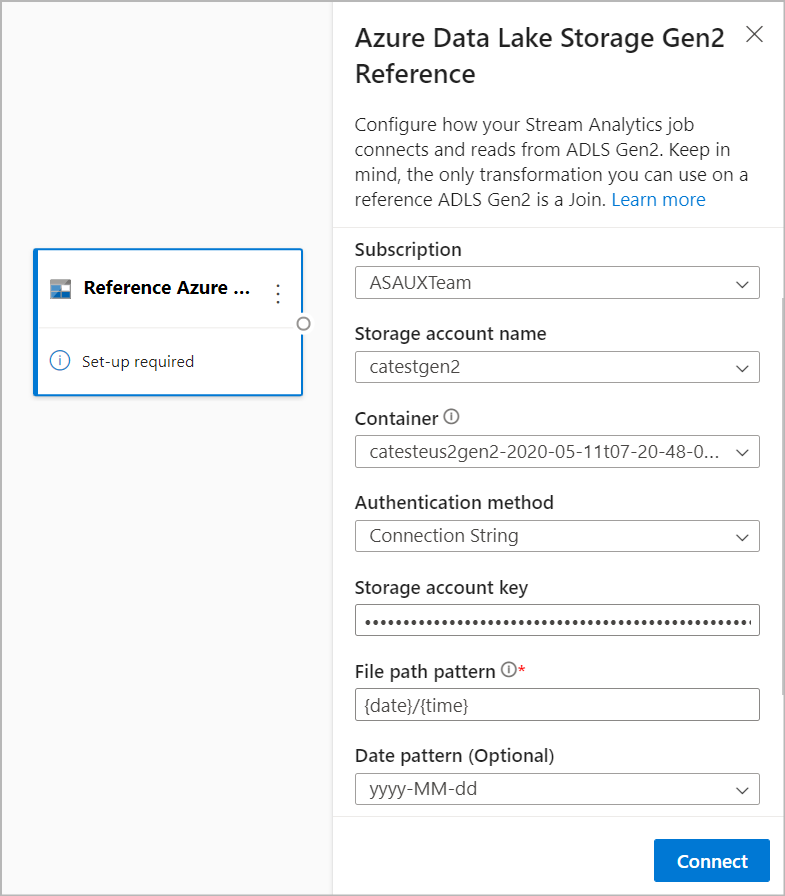 Azure Data Lake Storage Gen2
Reference
Configure how your Stream Analytics job
connects and reads from ADLS Gen2. Keep in
mind, the only transformation you can use on a
reference ADLS Gen2 is a Join. Learn more
Reference Azure ...
Set-up required
Subscription
ASAUXTeam
Storage account name
catestgen2
Container
catesteus2gen2-2020-05-11t07-20-48-0...
Authentication method
Connection String
Storage account key
••••••••••••••••••••••••••••••••••••••••••••••••••
File path pattern *
{date}/{time}
Date pattern (Optional)
yyyy-MM-dd
Connect